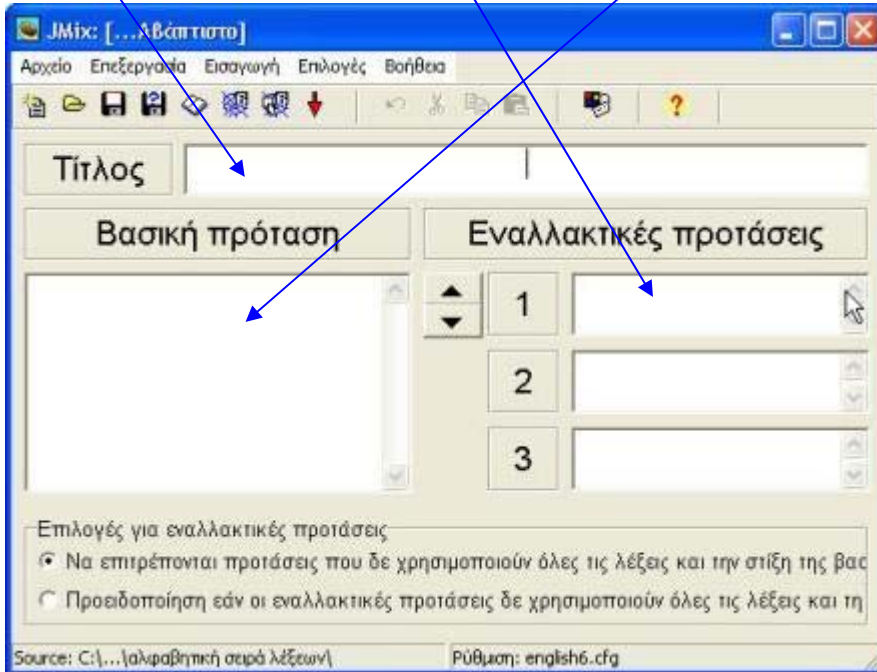 JMix: [...Αβάπτιστο]
Αρχείο Επεξεργασία Εισαγωγή Επιλογές Βοήθεια
Τίτλος
Βασική πρόταση Εναλλακτικές προτάσεις
1
2
3
Επιλογές για εναλλακτικές προτάσεις
Να επιτρέπονται προτάσεις που δε χρησιμοποιούν όλες τις λέξεις και την στίξη της βασ
Προειδοποίηση εάν οι εναλλακτικές προτάσεις δε χρησιμοποιούν όλες τις λέξεις και τη
Source: C:\...\αλφαβητική σειρά λέξεων\ Ρύθμιση: english6.cfg